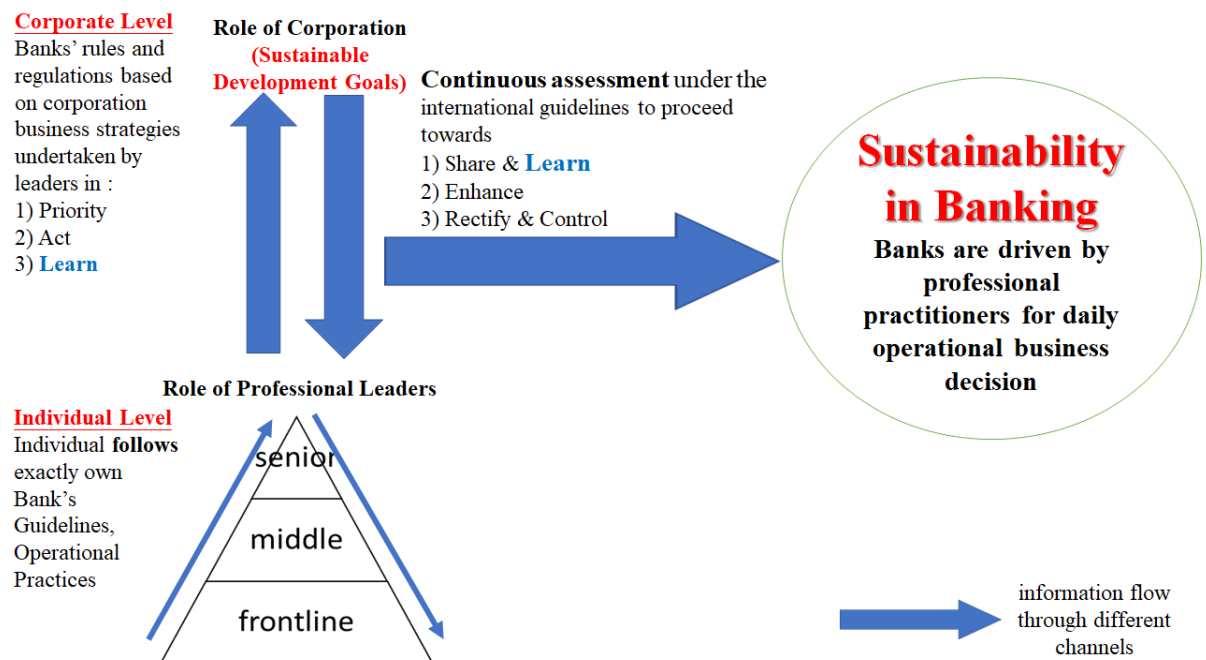 Corporate Level
Banks' rules and
regulations based
on corporation
business strategies
undertaken by
leaders in :
1) Priority
2) Act
3) Learn
Role of Corporation
(Sustainable
Development Goals)
Continuous assessment under the
international guidelines to proceed
towards
1) Share & Learn
2) Enhance
3) Rectify & Control
Sustainability
in Banking
Banks are driven by
professional
practitioners for daily
operational business
decision
Role of Professional Leaders
Individual Level
Individual follows
exactly own
Bank's
Guidelines,
Operational
Practices
senior
middle
frontline
information flow
through different
channels